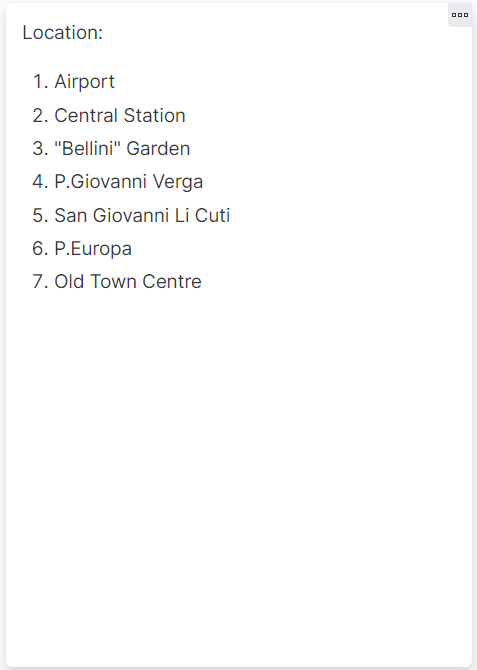 Location:
1. Airport
2. Central Station
3. "Bellini" Garden
4. P.Giovanni Verga
5. San Giovanni Li Cuti
6. P.Europa
7. Old Town Centre